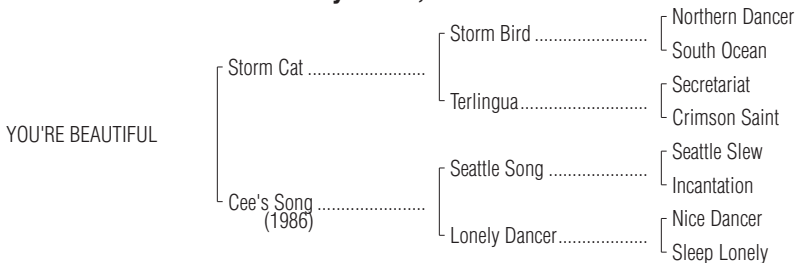 Northern Dancer
Storm Bird ..........................
South Ocean
Storm Cat ...........................
Secretariat
Terlingua.............................
Crimson Saint
YOU'RE BEAUTIFUL
Seattle Slew
Seattle Song ........................
Incantation
Cee's Song .........................
(1986)
Nice Dancer
Lonely Dancer.....................
Sleep Lonely